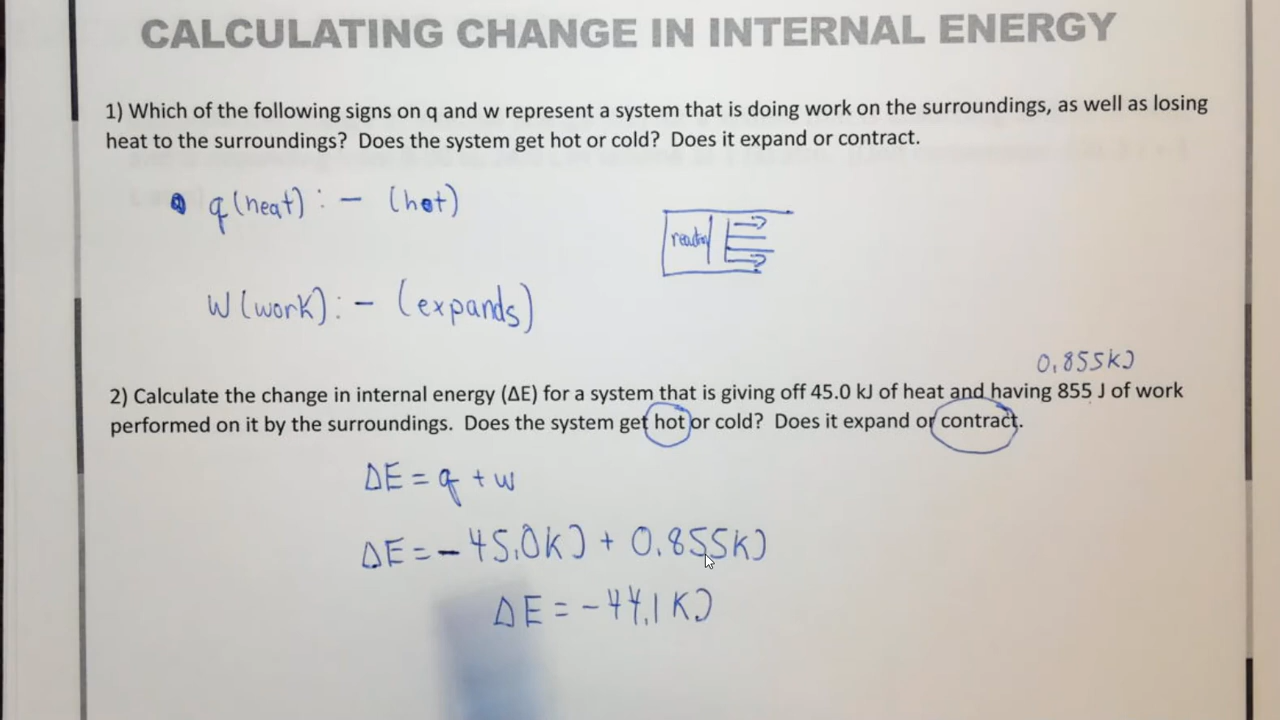 CALCULATING CHANGE IN INTERNAL ENERGY
1) Which of the following signs on q and w represent a system that is doing work on the surroundings, as well as losing
heat to the surroundings? Does the system get hot or cold? Does it expand or contract.
q (heat) : − (hot)
W (work) : − (expands)
0.855kJ
2) Calculate the change in internal energy (ΔE) for a system that is giving off 45.0 kJ of heat and having 855 J of work
performed on it by the surroundings. Does the system get hot or cold? Does it expand or contract.
ΔE = q + w
ΔE = − 45.0kJ + 0.855kJ
ΔE = − 44.1 KJ